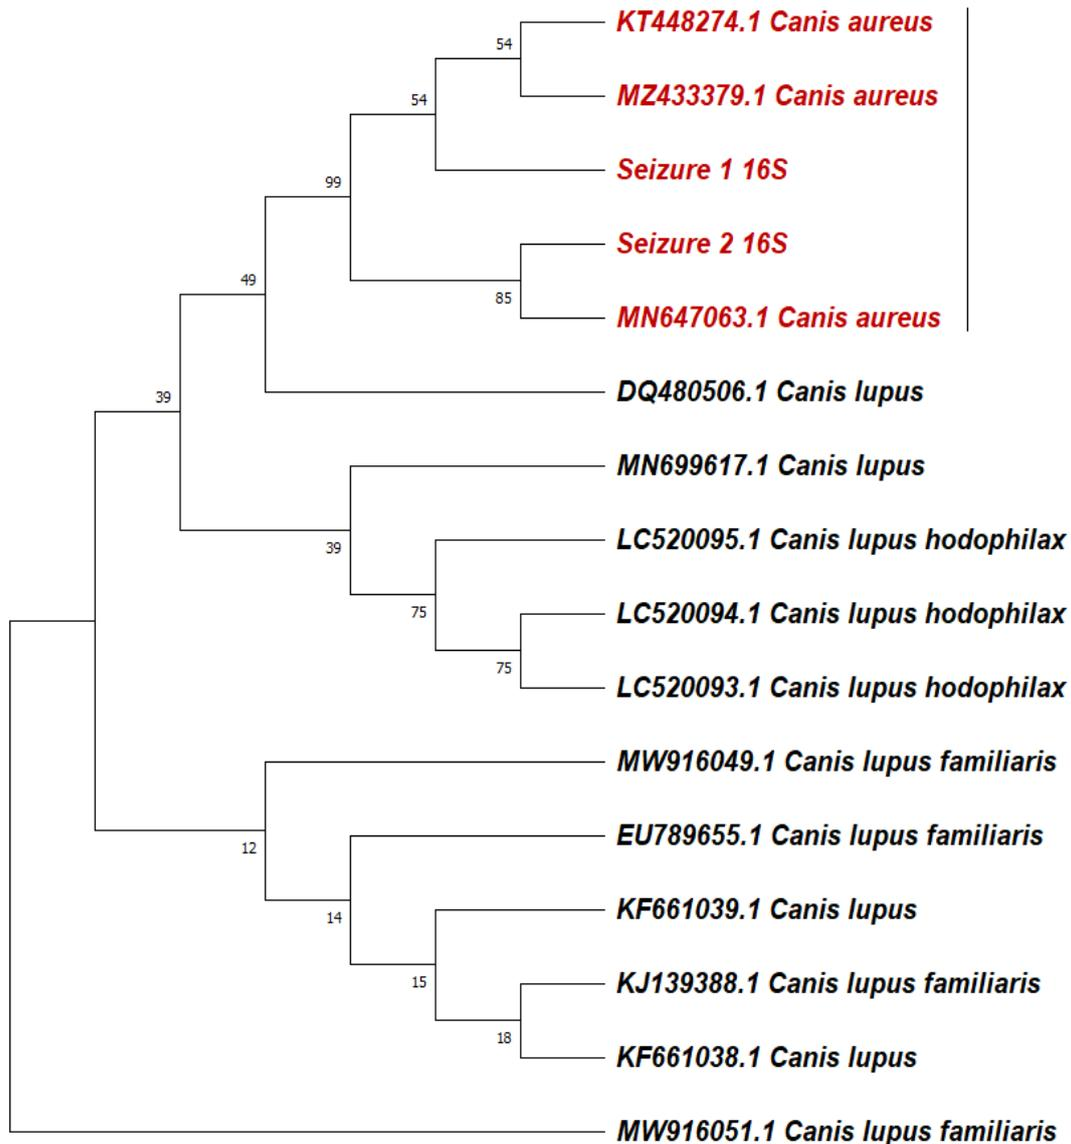 KT448274.1 Canis aureus
54
MZ433379.1 Canis aureus
54
Seizure 1 16S
99
Seizure 2 16S
49
85
MN647063.1 Canis aureus
DQ480506.1 Canis lupus
39
MN699617.1 Canis lupus
LC520095.1 Canis lupus hodophilax
39
LC520094.1 Canis lupus hodophilax
75
75
LC520093.1 Canis lupus hodophilax
MW916049.1 Canis lupus familiaris
EU789655.1 Canis lupus familiaris
12
KF661039.1 Canis lupus
14
KJ139388.1 Canis lupus familiaris
15
18
KF661038.1 Canis lupus
MW916051.1 Canis lupus familiaris